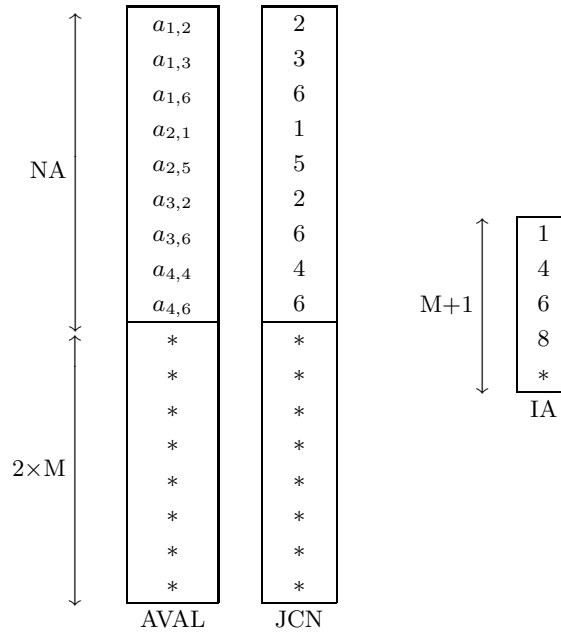 a1,2 2
a1,3 3
a1,6 6
a2,1 1
NA a2,5 5
a3,2 2
a3,6 6 1
a4,4 4 4
a4,6 6 M+1 6
* * 8
* * *
* * IA
* *
2×M * *
* *
* *
* *
AVAL JCN